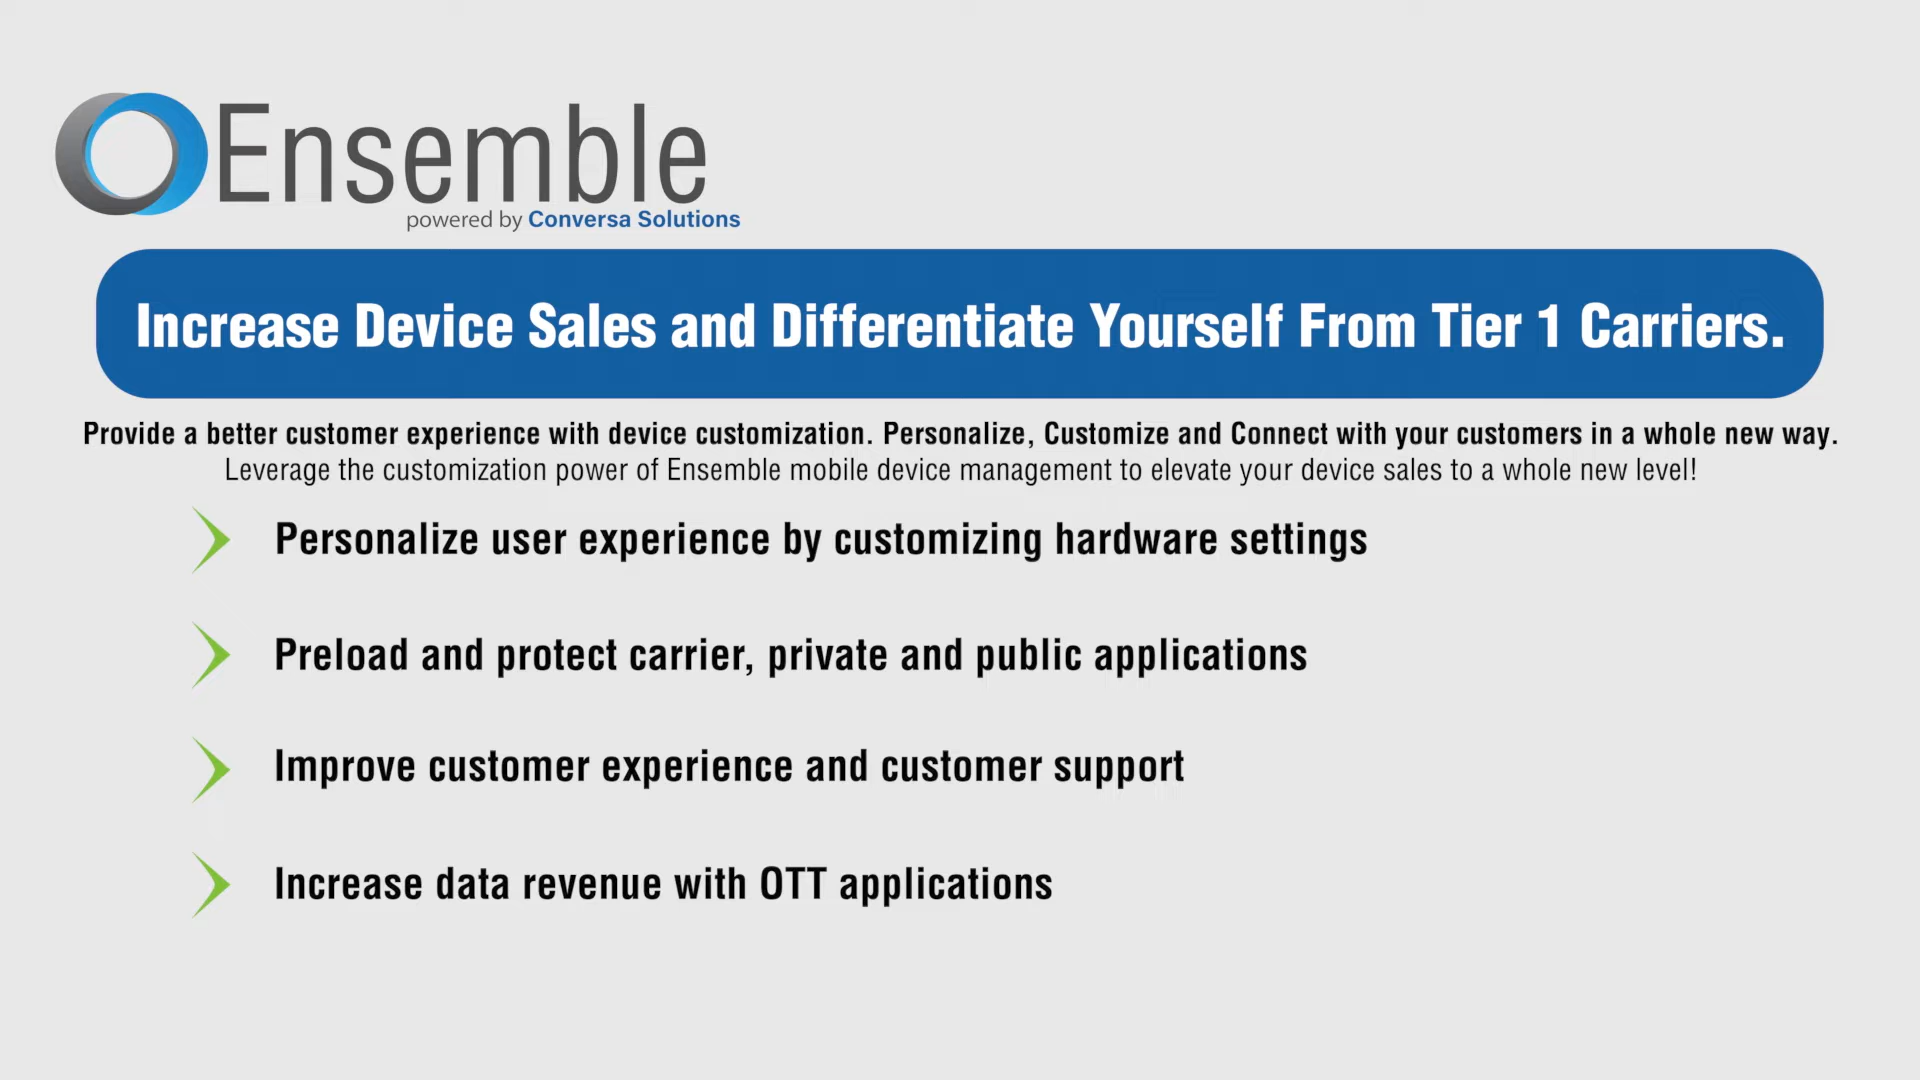 Ensemble
powered by Conversa Solutions
Increase Device Sales and Differentiate Yourself From Tier 1 Carriers.
Provide a better customer experience with device customization. Personalize, Customize and Connect with your customers in a whole new way.
Leverage the customization power of Ensemble mobile device management to elevate your device sales to a whole new level!
Personalize user experience by customizing hardware settings
Preload and protect carrier, private and public applications
Improve customer experience and customer support
Increase data revenue with OTT applications